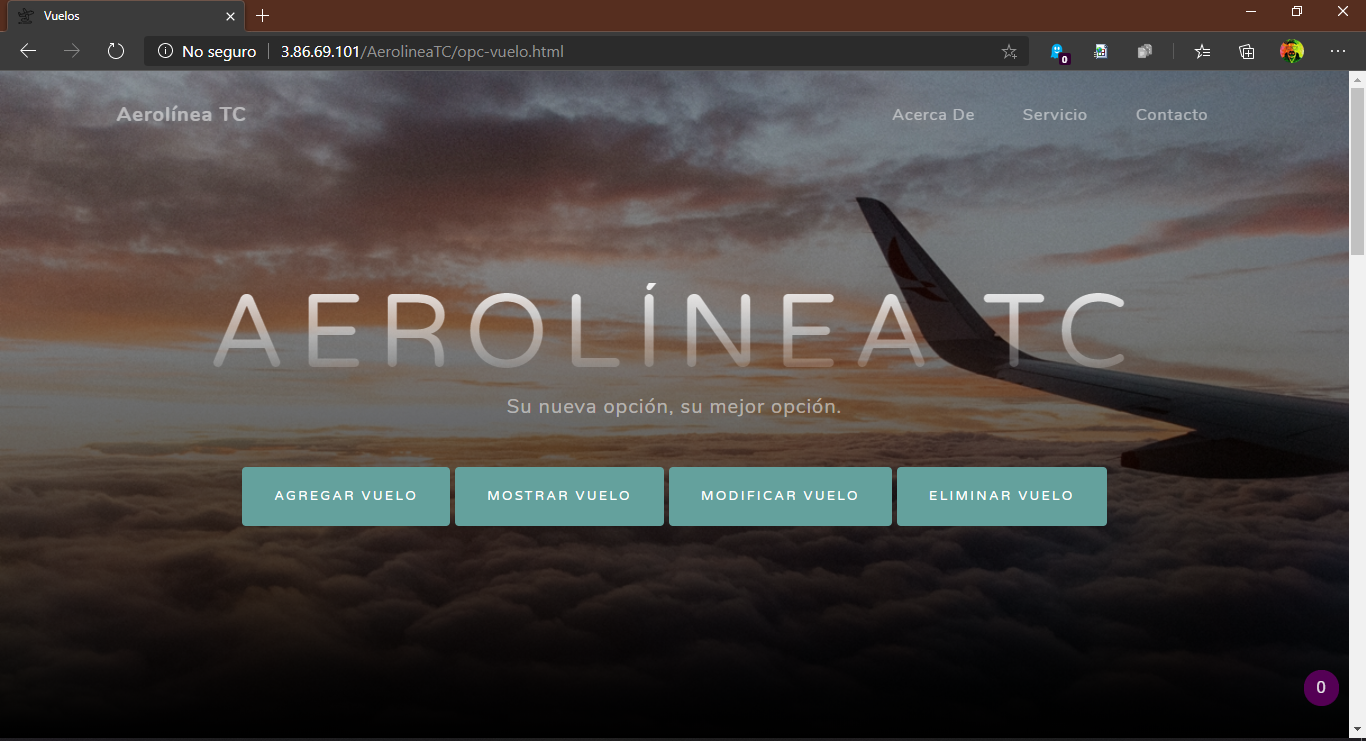 Vuelos
No seguro | 3.86.69.101/AerolineaTC/opc-vuelo.html
0
Aerolínea TC
Acerca De
Servicio
Contacto
AEROLÍNEA TC
Su nueva opción, su mejor opción.
AGREGAR VUELO
MOSTRAR VUELO
MODIFICAR VUELO
ELIMINAR VUELO
0